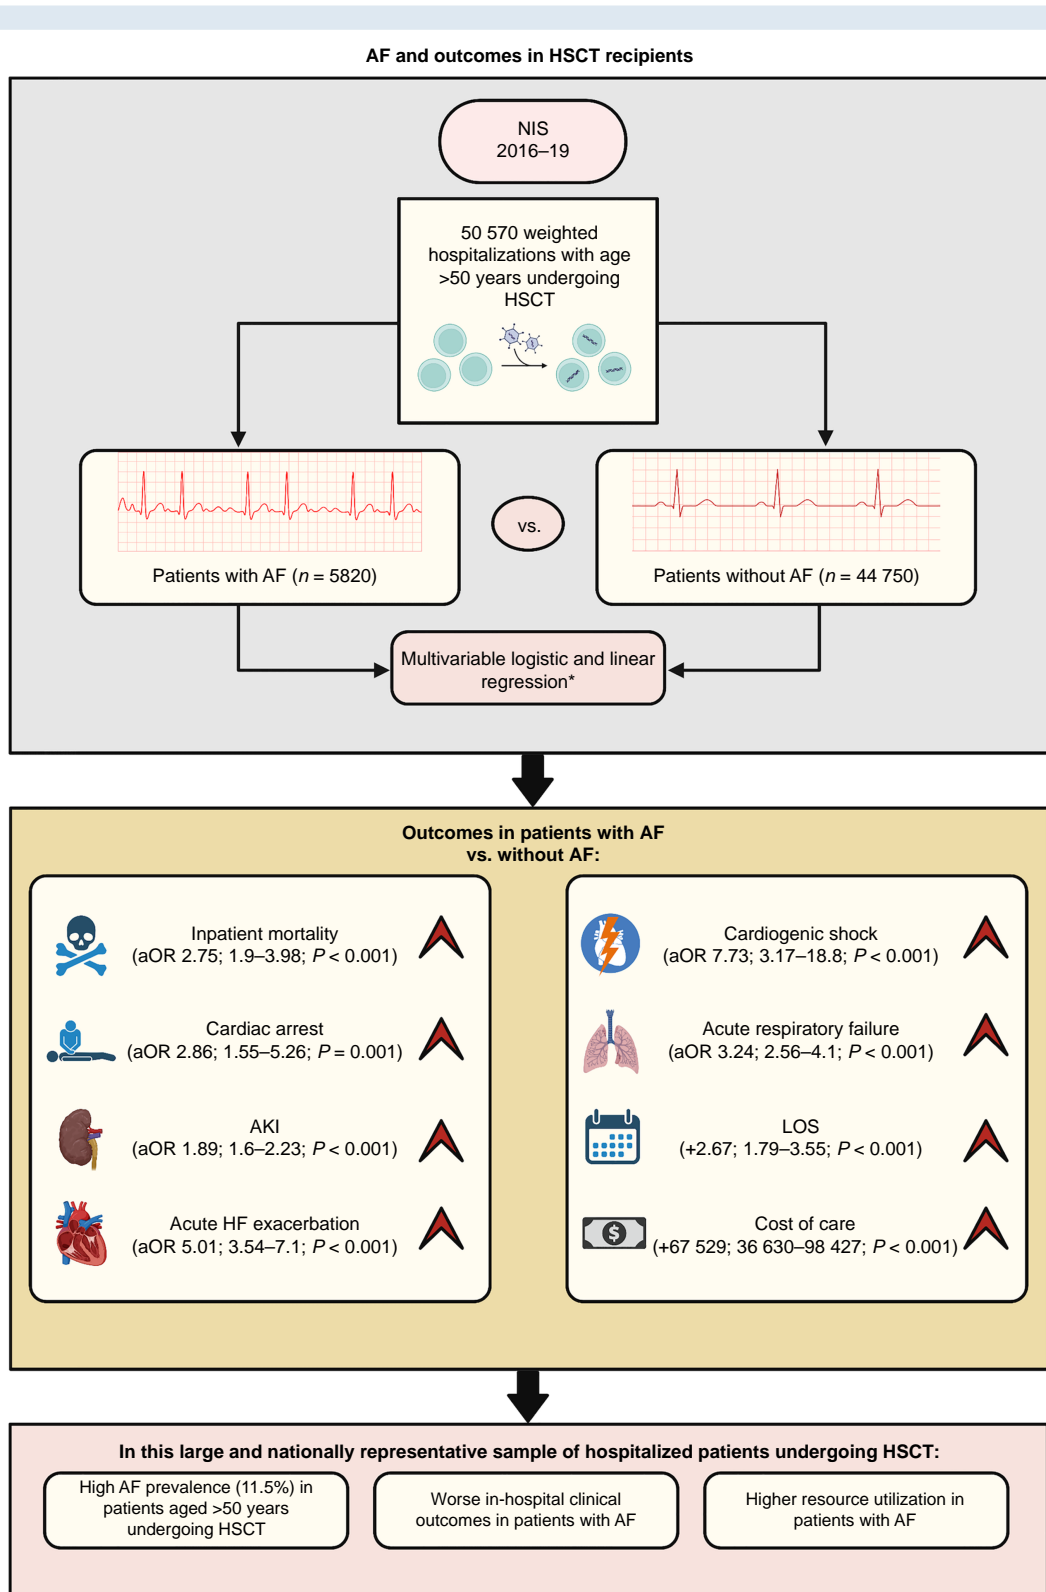 AF and outcomes in HSCT recipients
NIS
2016–19
50 570 weighted
hospitalizations with age
>50 years undergoing
HSCT
Patients with AF (n = 5820)
vs.
Patients without AF (n = 44 750)
Multivariable logistic and linear
regression*
Outcomes in patients with AF
vs. without AF:
Inpatient mortality
(aOR 2.75; 1.9–3.98; P < 0.001)
Cardiac arrest
(aOR 2.86; 1.55–5.26; P = 0.001)
AKI
(aOR 1.89; 1.6–2.23; P < 0.001)
Acute HF exacerbation
(aOR 5.01; 3.54–7.1; P < 0.001)
Cardiogenic shock
(aOR 7.73; 3.17–18.8; P < 0.001)
Acute respiratory failure
(aOR 3.24; 2.56–4.1; P < 0.001)
LOS
(+2.67; 1.79–3.55; P < 0.001)
$
Cost of care
(+67 529; 36 630–98 427; P < 0.001)
In this large and nationally representative sample of hospitalized patients undergoing HSCT:
High AF prevalence (11.5%) in
patients aged >50 years
undergoing HSCT
Worse in-hospital clinical
outcomes in patients with AF
Higher resource utilization in
patients with AF